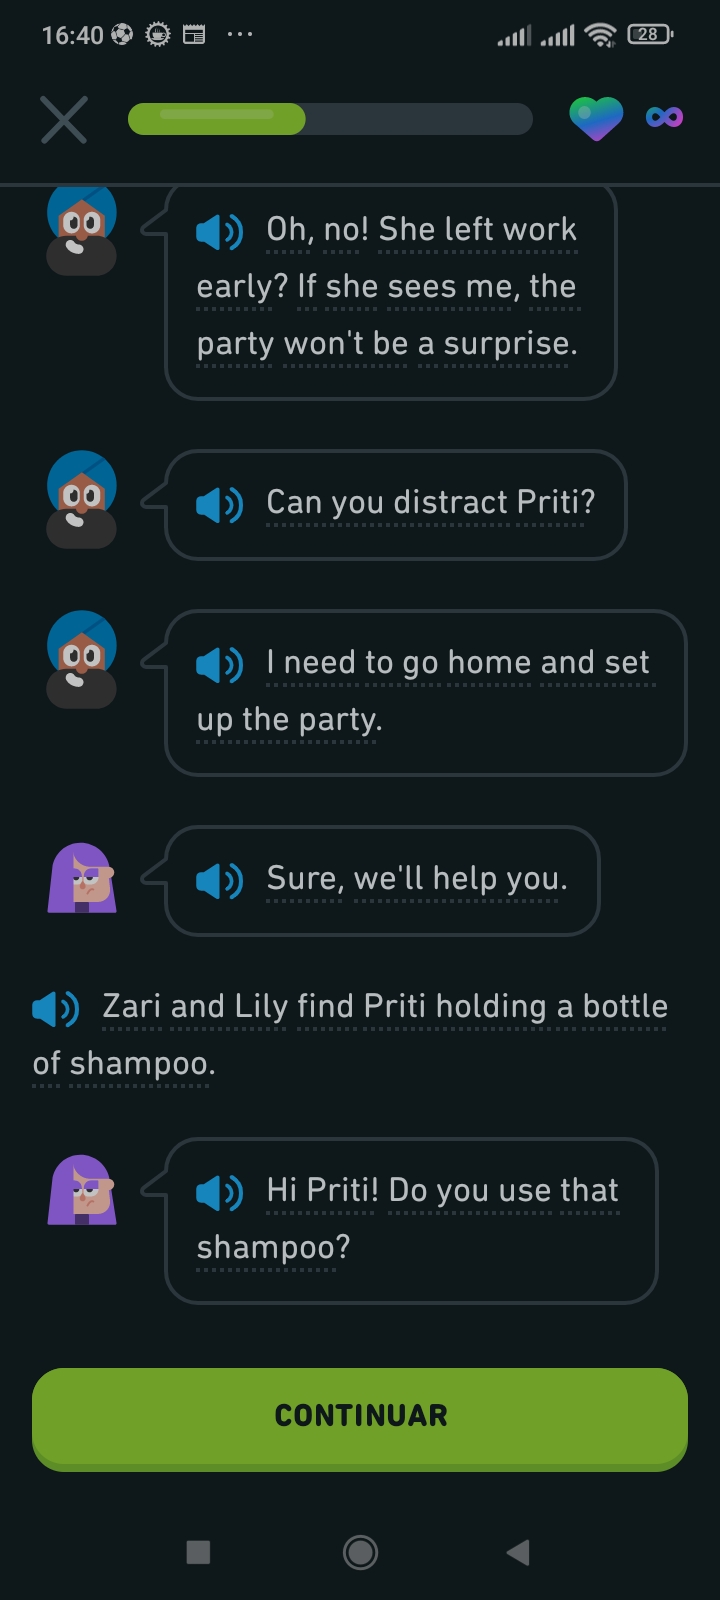 16:40
28
Oh, no! She left work
early? If she sees me, the
party won't be a surprise.
Can you distract Priti?
I need to go home and set
up the party.
Sure, we'll help you.
Zari and Lily find Priti holding a bottle
of shampoo.
Hi Priti! Do you use that
shampoo?
CONTINUAR